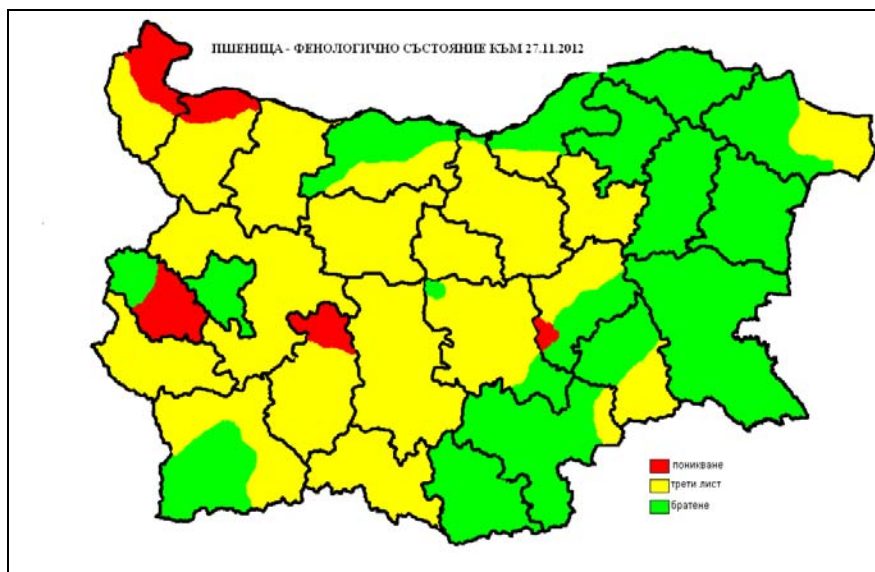 ПШЕНИЦА - ФЕНОЛОГИЧНО СЪСТОЯНИЕ КЪМ 27.11.2012
поникване
трети лист
братене